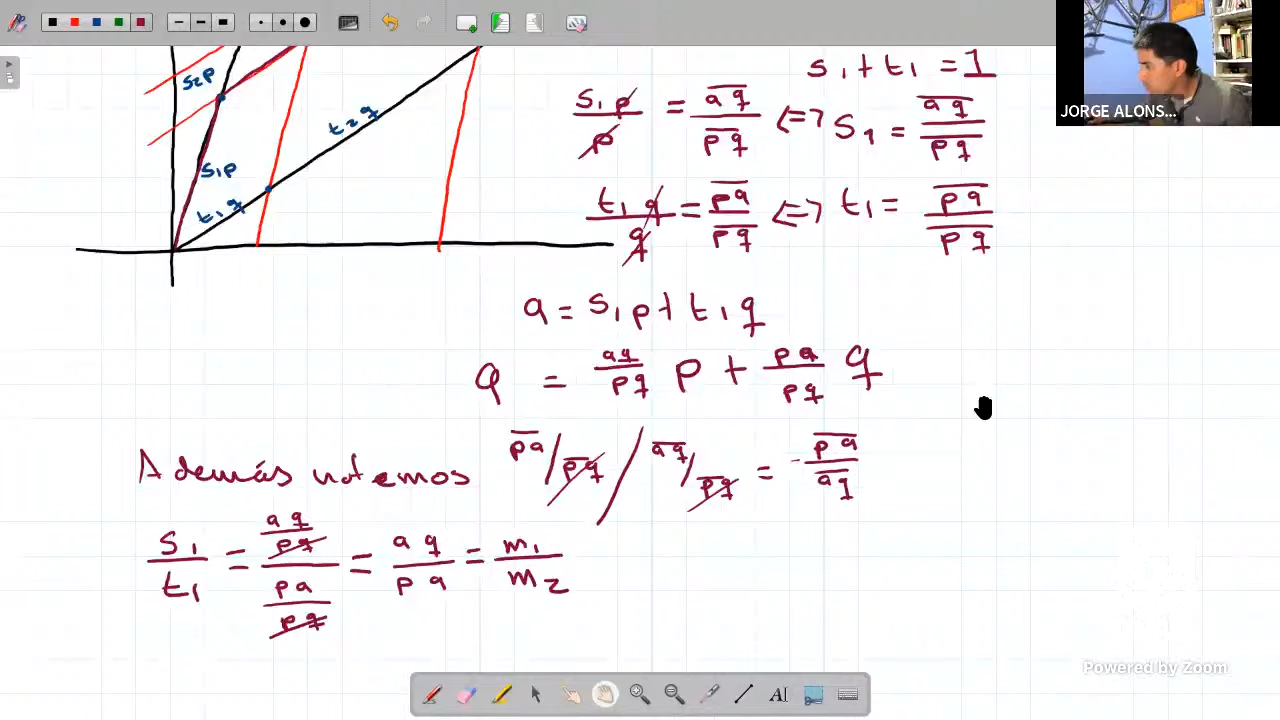 s₁ + t₁ = 1
JORGE ALONS...
s₂p
t₂q
s₁p
t₁q
s₁p/p = aq/pq ⇔ s₁ = aq/pq
t₁q/q = pa/pq ⇔ t₁ = pa/pq
a = s₁p + t₁q
a = aq/pq p + pa/pq q
Además notemos pa/pq / aq/pq = pa/aq
s₁/t₁ = aq/pq / pa/pq = aq/pa = m₁/m₂
Powered by Zoom
AI